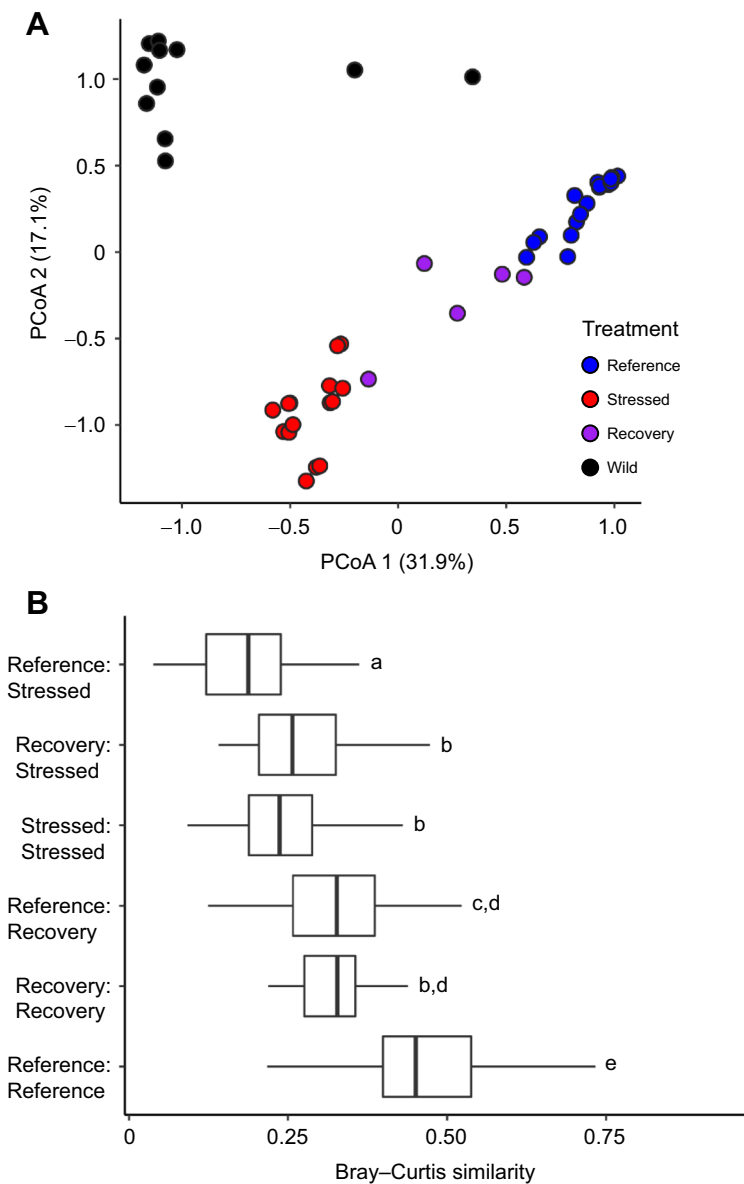 A
1.0
0.5
0
−0.5
−1.0
PCoA 2 (17.1%)
Treatment
Reference
Stressed
Recovery
Wild
−1.0
−0.5
0
0.5
1.0
PCoA 1 (31.9%)
B
Reference:
Stressed
a
Recovery:
Stressed
b
Stressed:
Stressed
b
Reference:
Recovery
c,d
Recovery:
Recovery
b,d
Reference:
Reference
e
0
0.25
0.50
0.75
Bray–Curtis similarity